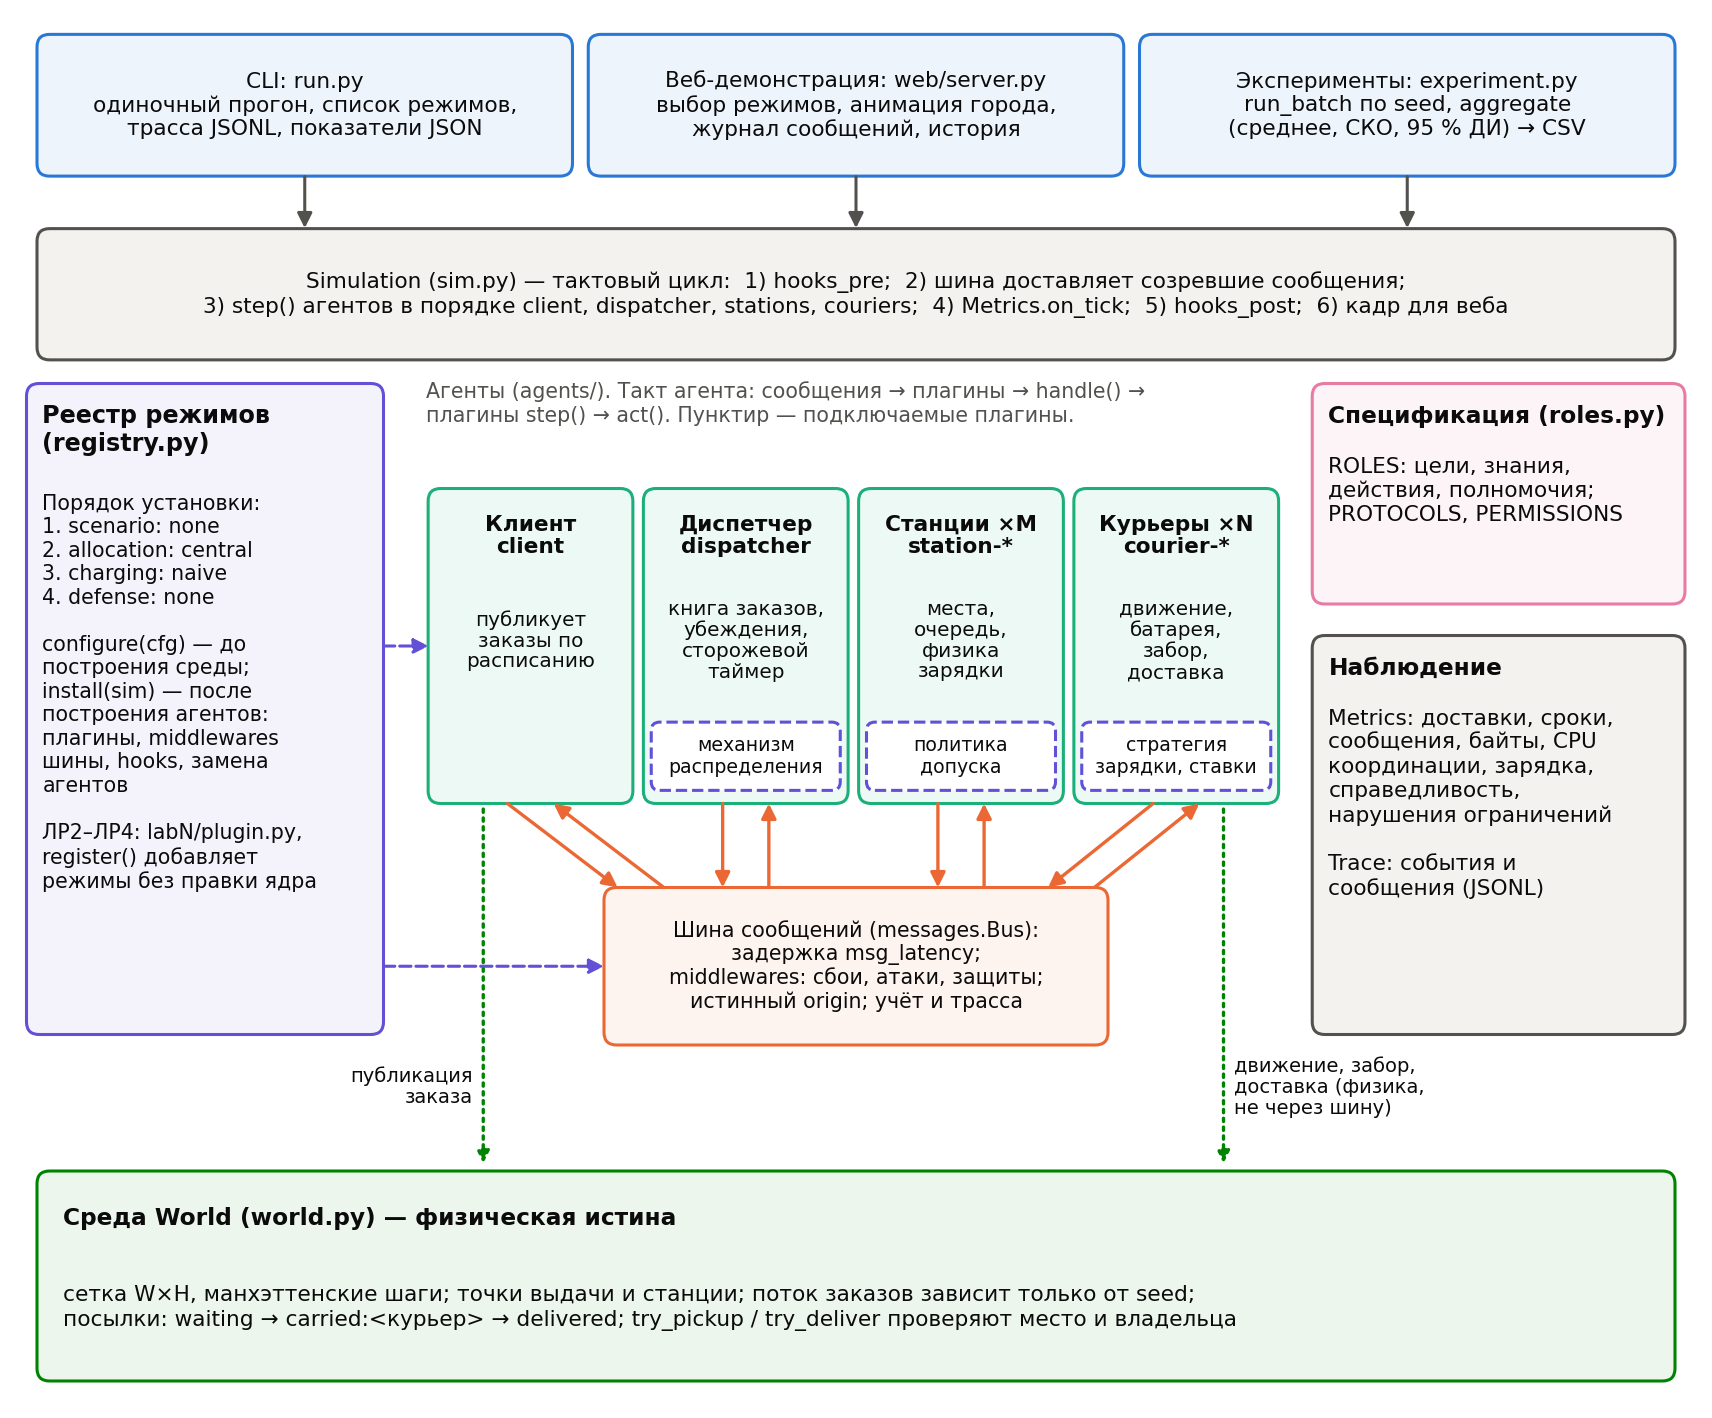 CLI: run.py
одиночный прогон, список режимов,
трасса JSONL, показатели JSON
Веб-демонстрация: web/server.py
выбор режимов, анимация города,
журнал сообщений, история
Эксперименты: experiment.py
run_batch по seed, aggregate
(среднее, СКО, 95 % ДИ) → CSV
Simulation (sim.py) — тактовый цикл:  1) hooks_pre;  2) шина доставляет созревшие сообщения;
3) step() агентов в порядке client, dispatcher, stations, couriers;  4) Metrics.on_tick;  5) hooks_post;  6) кадр для веба
Реестр режимов
(registry.py)
Порядок установки:
1. scenario: none
2. allocation: central
3. charging: naive
4. defense: none
configure(cfg) — до
построения среды;
install(sim) — после
построения агентов:
плагины, middlewares
шины, hooks, замена
агентов
ЛР2–ЛР4: labN/plugin.py,
register() добавляет
режимы без правки ядра
Агенты (agents/). Такт агента: сообщения → плагины → handle() →
плагины step() → act(). Пунктир — подключаемые плагины.
Клиент
client
публикует
заказы по
расписанию
Диспетчер
dispatcher
книга заказов,
убеждения,
сторожевой
таймер
механизм
распределения
Станции ×M
station-*
места,
очередь,
физика
зарядки
политика
допуска
Курьеры ×N
courier-*
движение,
батарея,
забор,
доставка
стратегия
зарядки, ставки
Спецификация (roles.py)
ROLES: цели, знания,
действия, полномочия;
PROTOCOLS, PERMISSIONS
Наблюдение
Metrics: доставки, сроки,
сообщения, байты, CPU
координации, зарядка,
справедливость,
нарушения ограничений
Trace: события и
сообщения (JSONL)
Шина сообщений (messages.Bus):
задержка msg_latency;
middlewares: сбои, атаки, защиты;
истинный origin; учёт и трасса
публикация
заказа
движение, забор,
доставка (физика,
не через шину)
Среда World (world.py) — физическая истина
сетка W×H, манхэттенские шаги; точки выдачи и станции; поток заказов зависит только от seed;
посылки: waiting → carried:<курьер> → delivered; try_pickup / try_deliver проверяют место и владельца